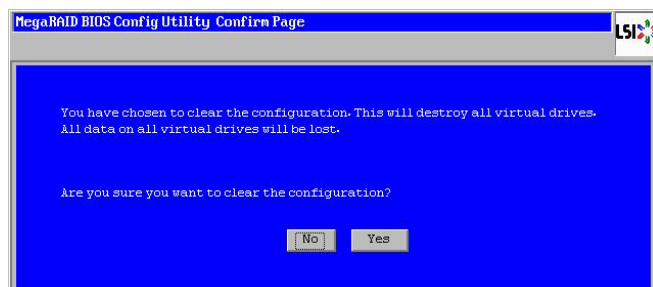 MegaRAID BIOS Config Utility Confirm Page
LSI
You have chosen to clear the configuration. This will destroy all virtual drives.
All data on all virtual drives will be lost.
Are you sure you want to clear the configuration?
No
Yes